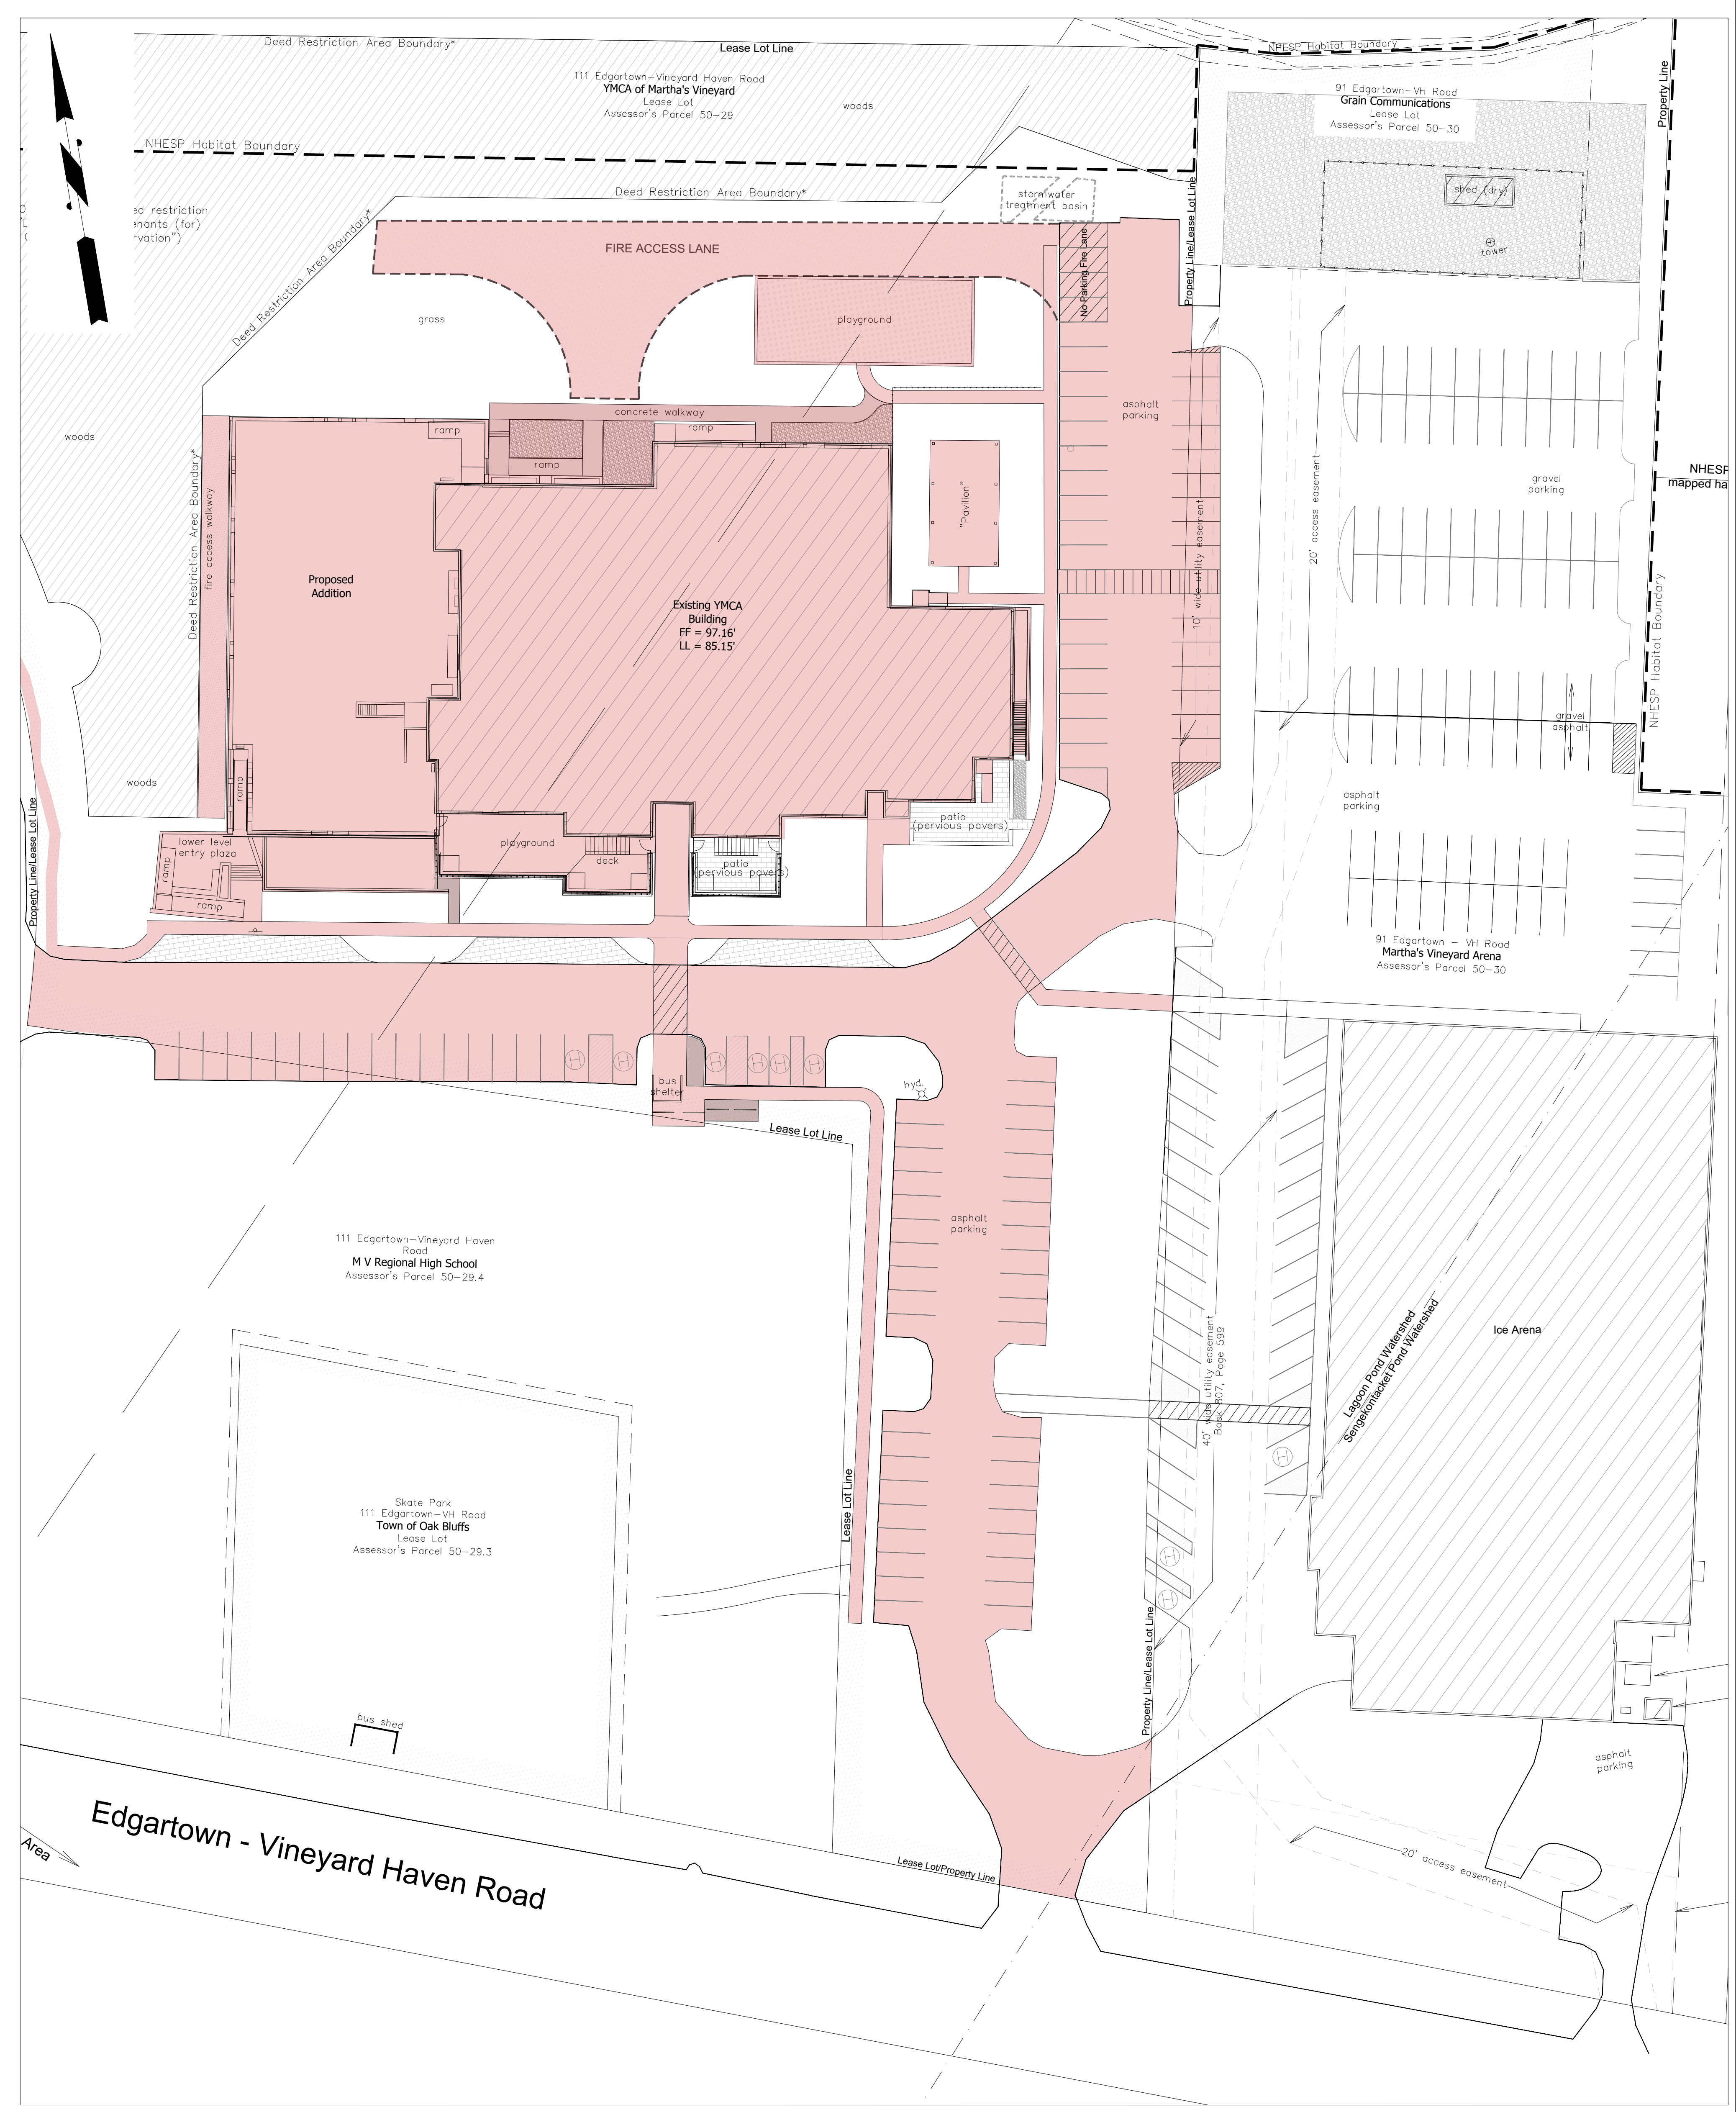 Deed Restriction Area Boundary*
Lease Lot Line
NHESP Habitat Boundary
Property Line
111 Edgartown-Vineyard Haven Road
YMCA of Martha's Vineyard
Lease Lot
Assessor's Parcel 50-29
woods
91 Edgartown-VH Road
Grain Communications
Lease Lot
Assessor's Parcel 50-30
NHESP Habitat Boundary
Deed Restriction Area Boundary*
stormwater
treatment basin
shed (dry)
tower
ed restriction
enants (for)
rvation")
Deed Restriction Area Boundary*
FIRE ACCESS LANE
No Parking Fire Lane
Property Line/Lease Lot Line
grass
playground
concrete walkway
asphalt
parking
ramp
ramp
ramp
woods
Deed Restriction Area Boundary*
fire access walkway
"Pavilion"
10' wide utility easement
20' access easement
gravel
parking
NHESP
mapped ha
Proposed
Addition
Existing YMCA
Building
FF = 97.16'
LL = 85.15'
NHESP Habitat Boundary
gravel
asphalt
woods
ramp
asphalt
parking
Property Line/Lease Lot Line
lower level
entry plaza
ramp
ramp
playground
deck
patio
(pervious pavers)
patio
(pervious pavers)
91 Edgartown - VH Road
Martha's Vineyard Arena
Assessor's Parcel 50-30
H
H
H
H
H
H
bus
shelter
hyd.
Lease Lot Line
asphalt
parking
111 Edgartown-Vineyard Haven
Road
M V Regional High School
Assessor's Parcel 50-29.4
40' wide utility easement
Book 807, Page 599
Lagoon Pond Watershed
Sengekontacket Pond Watershed
Ice Arena
H
Lease Lot Line
Skate Park
111 Edgartown-VH Road
Town of Oak Bluffs
Lease Lot
Assessor's Parcel 50-29.3
H
H
Property Line/Lease Lot Line
bus shed
asphalt
parking
Edgartown - Vineyard Haven Road
Area
Lease Lot/Property Line
20' access easement